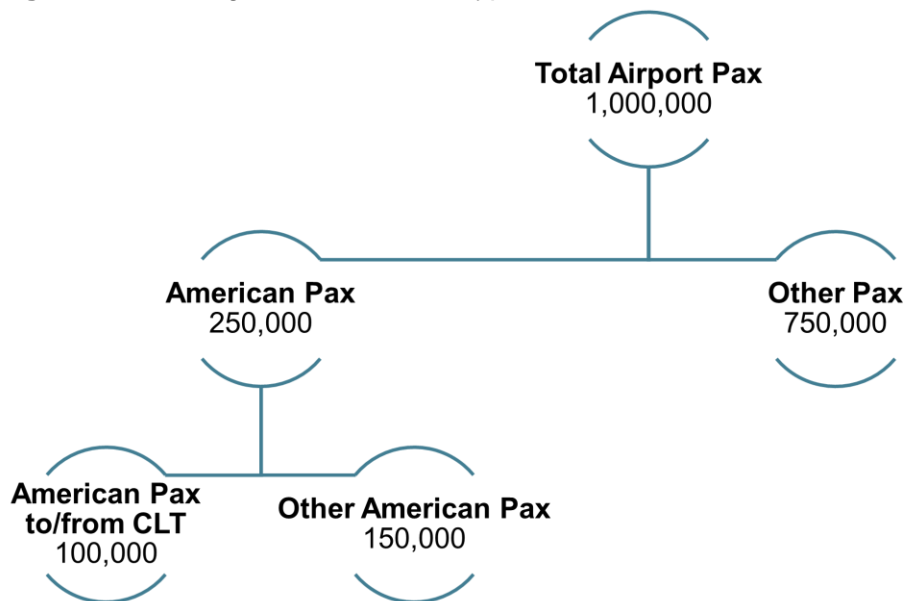 Total Airport Pax
1,000,000
American Pax
250,000
Other Pax
750,000
American Pax
to/from CLT
100,000
Other American Pax
150,000